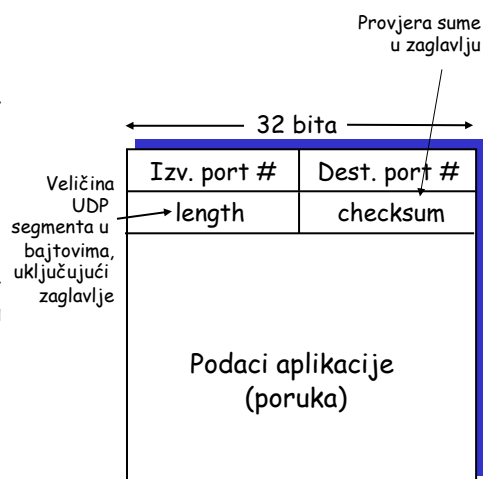 Provjera sume
u zaglavlju
32 bita
Izv. port #
Dest. port #
Veličina
UDP
segmenta u
bajtovima,
uključujući
zaglavlje
length
checksum
Podaci aplikacije
(poruka)